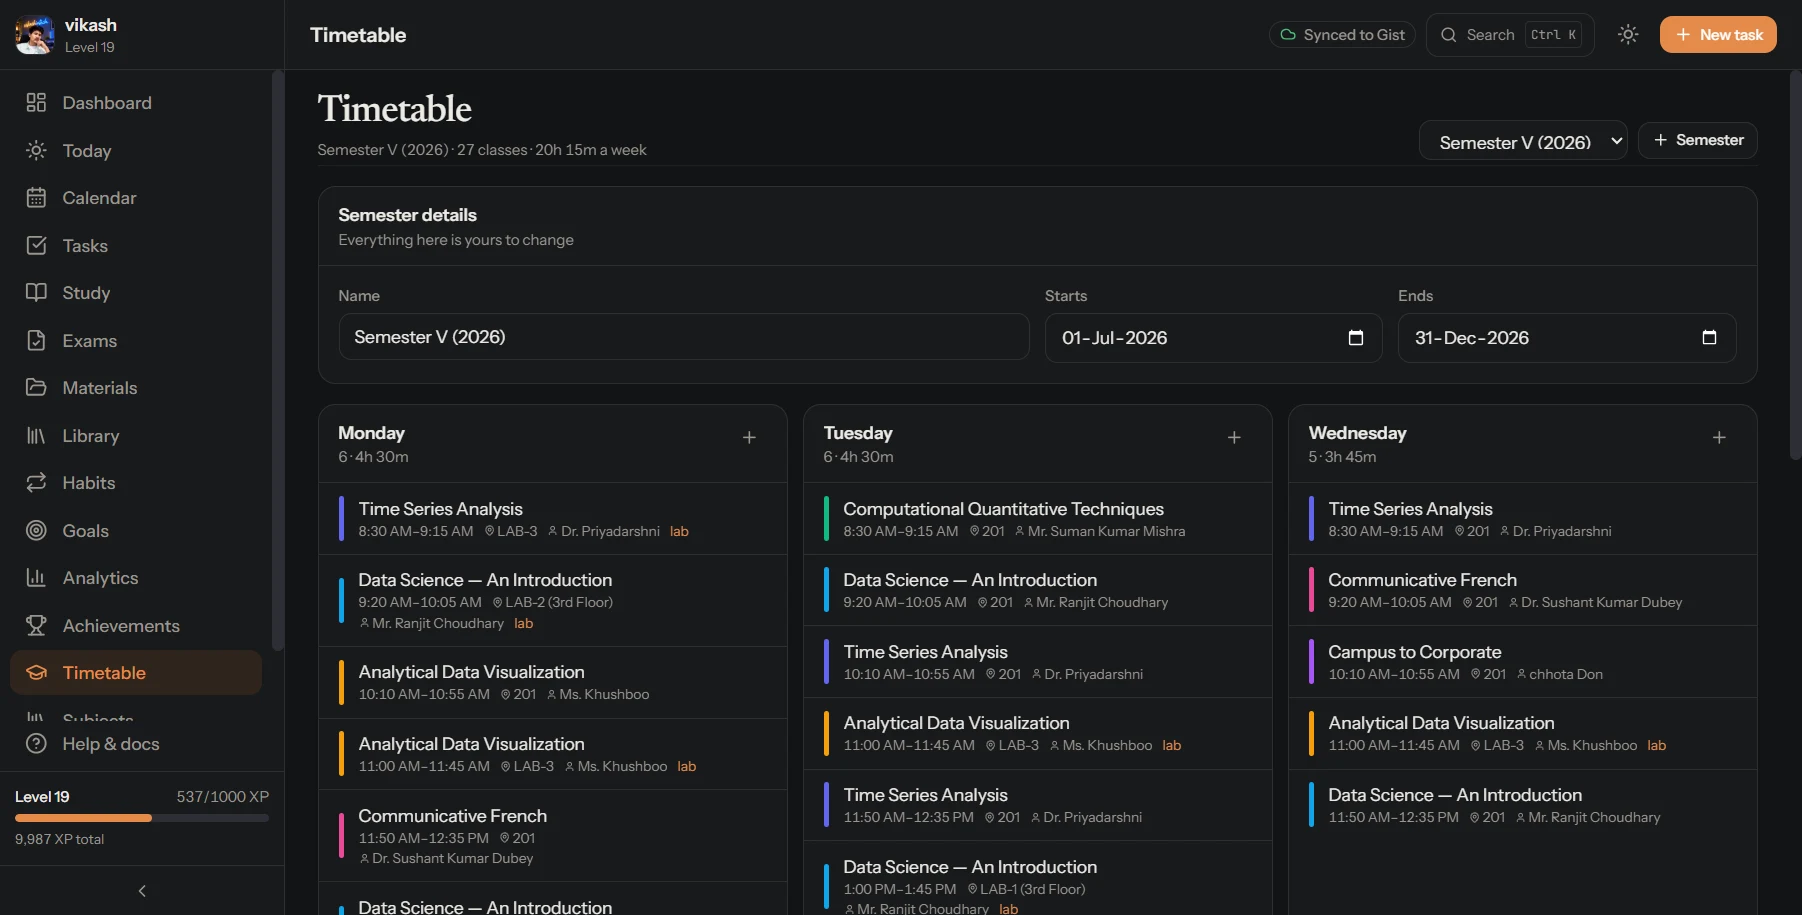 vikash
Level 19
Dashboard
Today
Calendar
Tasks
Study
Exams
Materials
Library
Habits
Goals
Analytics
Achievements
Timetable
Subjects
Help & docs
Level 19
537/1000 XP
9,987 XP total
Timetable
Synced to Gist
Search Ctrl K
New task
Timetable
Semester V (2026) · 27 classes · 20h 15m a week
Semester V (2026)
Semester
Semester details
Everything here is yours to change
Name
Semester V (2026)
Starts
01-Jul-2026
Ends
31-Dec-2026
Monday
6 · 4h 30m
Time Series Analysis
8:30 AM–9:15 AM LAB-3 Dr. Priyadarshni lab
Data Science — An Introduction
9:20 AM–10:05 AM LAB-2 (3rd Floor)
Mr. Ranjit Choudhary lab
Analytical Data Visualization
10:10 AM–10:55 AM 201 Ms. Khushboo
Analytical Data Visualization
11:00 AM–11:45 AM LAB-3 Ms. Khushboo lab
Communicative French
11:50 AM–12:35 PM 201
Dr. Sushant Kumar Dubey
Data Science — An Introduction
Tuesday
6 · 4h 30m
Computational Quantitative Techniques
8:30 AM–9:15 AM 201 Mr. Suman Kumar Mishra
Data Science — An Introduction
9:20 AM–10:05 AM 201 Mr. Ranjit Choudhary
Time Series Analysis
10:10 AM–10:55 AM 201 Dr. Priyadarshni
Analytical Data Visualization
11:00 AM–11:45 AM LAB-3 Ms. Khushboo lab
Time Series Analysis
11:50 AM–12:35 PM 201 Dr. Priyadarshni
Data Science — An Introduction
1:00 PM–1:45 PM LAB-1 (3rd Floor)
Mr. Ranjit Choudhary lab
Wednesday
5 · 3h 45m
Time Series Analysis
8:30 AM–9:15 AM 201 Dr. Priyadarshni
Communicative French
9:20 AM–10:05 AM 201 Dr. Sushant Kumar Dubey
Campus to Corporate
10:10 AM–10:55 AM 201 chhota Don
Analytical Data Visualization
11:00 AM–11:45 AM LAB-3 Ms. Khushboo lab
Data Science — An Introduction
11:50 AM–12:35 PM 201 Mr. Ranjit Choudhary